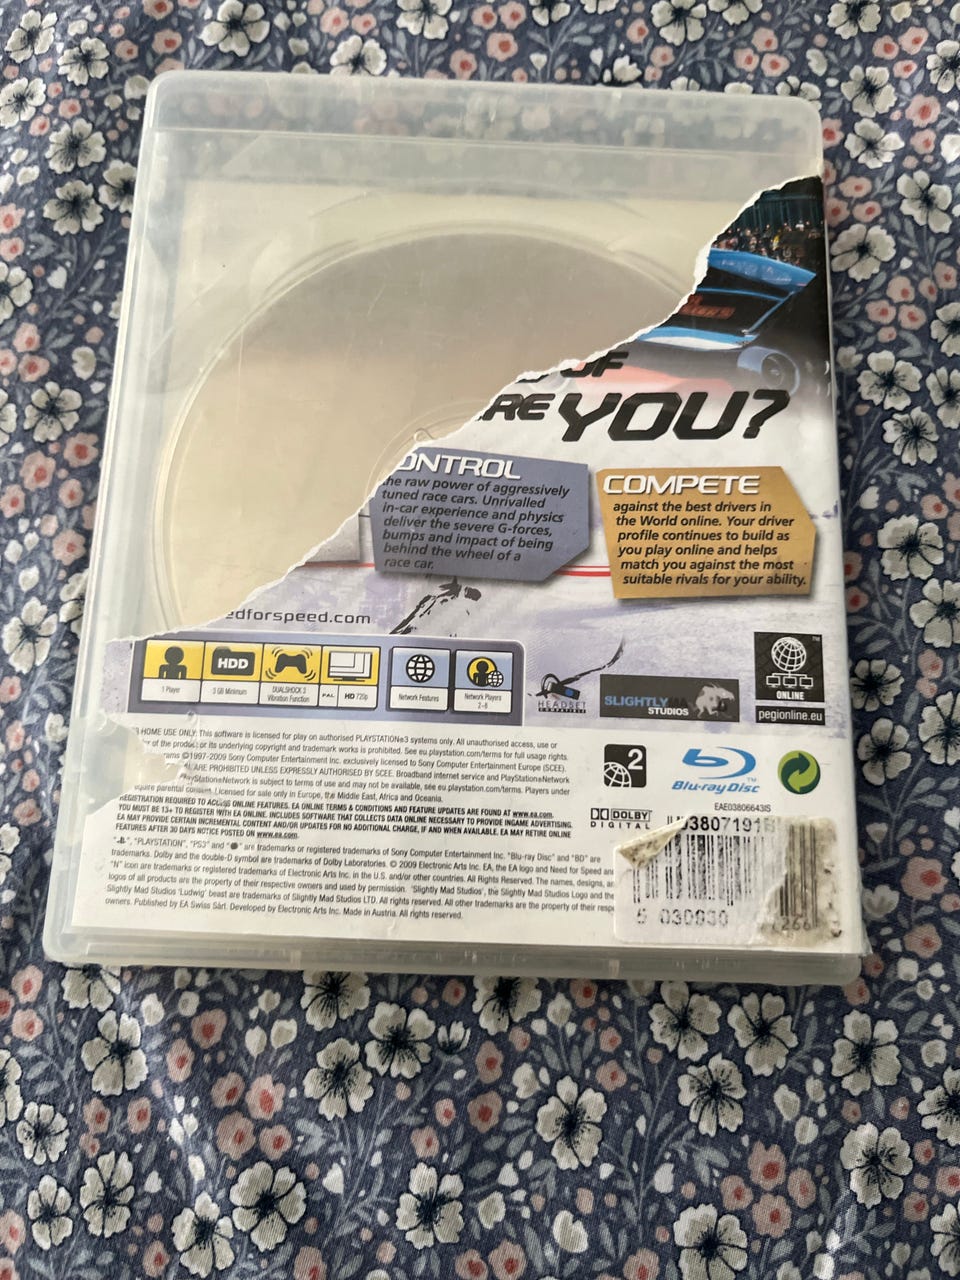 OF
ARE YOU?
CONTROL
the raw power of aggressively
tuned race cars. Unrivalled
in-car experience and physics
deliver the severe G-forces,
bumps and impact of being
behind the wheel of a
race car.
COMPETE
against the best drivers in
the World online. Your driver
profile continues to build as
you play online and helps
match you against the most
suitable rivals for your ability.
edforspeed.com
1 Player
HDD
3 GB Minimum
DUALSHOCK 3
Vibration Function
PAL
HD 720p
Network Features
Network Players
2-8
HEADSET
COMPATIBLE
SLIGHTLY MAD
STUDIOS
TM
ONLINE
pegionline.eu
HOME USE ONLY: This software is licensed for play on authorised PLAYSTATION®3 systems only. All unauthorised access, use or
of the product or its underlying copyright and trademark works is prohibited. See eu.playstation.com/terms for full usage rights.
©1997-2009 Sony Computer Entertainment Inc. exclusively licensed to Sony Computer Entertainment Europe (SCEE).
ARE PROHIBITED UNLESS EXPRESSLY AUTHORISED BY SCEE. Broadband internet service and PlayStation®Network
PlayStation®Network is subject to terms of use and may not be available, see eu.playstation.com/terms. Players under
require parental consent. Licensed for sale only in Europe, the Middle East, Africa and Oceania.
REGISTRATION REQUIRED TO ACCESS ONLINE FEATURES. EA ONLINE TERMS & CONDITIONS AND FEATURE UPDATES ARE FOUND AT www.ea.com.
YOU MUST BE 13+ TO REGISTER WITH EA ONLINE. INCLUDES SOFTWARE THAT COLLECTS DATA ONLINE NECESSARY TO PROVIDE INGAME ADVERTISING.
EA MAY PROVIDE CERTAIN INCREMENTAL CONTENT AND/OR UPDATES FOR NO ADDITIONAL CHARGE, IF AND WHEN AVAILABLE. EA MAY RETIRE ONLINE
FEATURES AFTER 30 DAYS NOTICE POSTED ON www.ea.com.
"PLAYSTATION", "PS3" and " " are trademarks or registered trademarks of Sony Computer Entertainment Inc. "Blu-ray Disc" and "BD" are
trademarks. Dolby and the double-D symbol are trademarks of Dolby Laboratories. © 2009 Electronic Arts Inc. EA, the EA logo and Need for Speed
"N" icon are trademarks or registered trademarks of Electronic Arts Inc. in the U.S. and/or other countries. All Rights Reserved. The names, designs,
logos of all products are the property of their respective owners and used by permission. 'Slightly Mad Studios', the Slightly Mad Studios Logo and the
Slightly Mad Studios 'Ludwig' beast are trademarks of Slightly Mad Studios LTD. All rights reserved. All other trademarks are the property of their
owners. Published by EA Swiss Sàrl. Developed by Electronic Arts Inc. Made in Austria. All rights reserved.
2
Blu-ray Disc
TM
EAE03806643IS
DOLBY
DIGITAL
03807191
5 030930
266